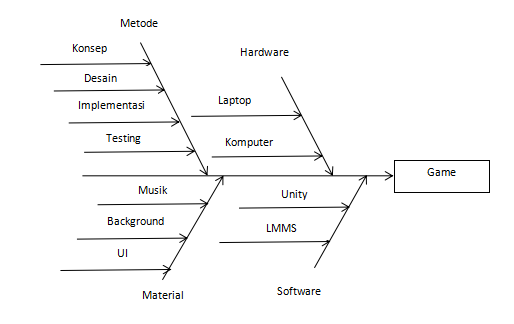 Metode
Konsep
Desain
Implementasi
Testing
Hardware
Laptop
Komputer
Game
Musik
Background
UI
Material
Unity
LMMS
Software